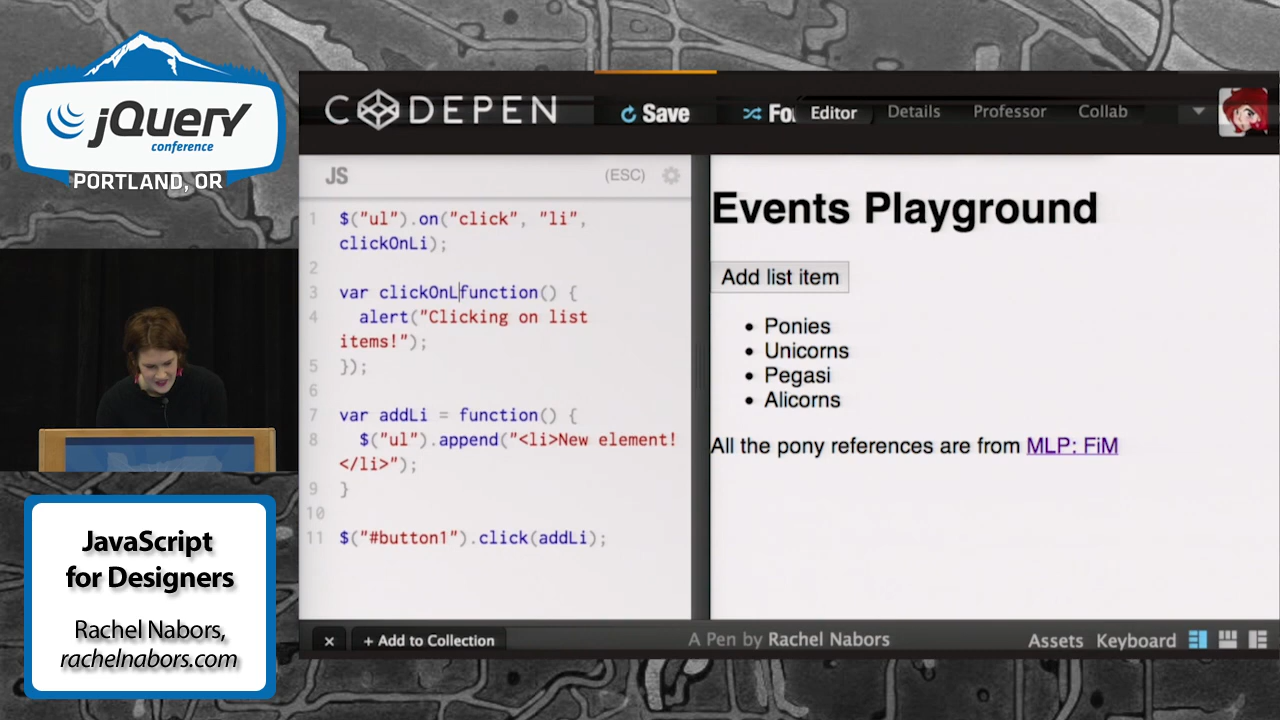 jQuery
conference
PORTLAND, OR
JavaScript
for Designers
Rachel Nabors,
rachelnabors.com
CODEPEN
Save
Fo
Editor
Details
Professor
Collab
JS
(ESC)
1 $("ul").on("click", "li",
clickOnLi);
2
3 var clickOnLfunction() {
4 alert("Clicking on list
items!");
5 });
6
7 var addLi = function() {
8 $("ul").append("<li>New element!
</li>");
9 }
10
11 $("#button1").click(addLi);
Events Playground
Add list item
• Ponies
• Unicorns
• Pegasi
• Alicorns
All the pony references are from MLP: FiM
× + Add to Collection
A Pen by Rachel Nabors
Assets Keyboard